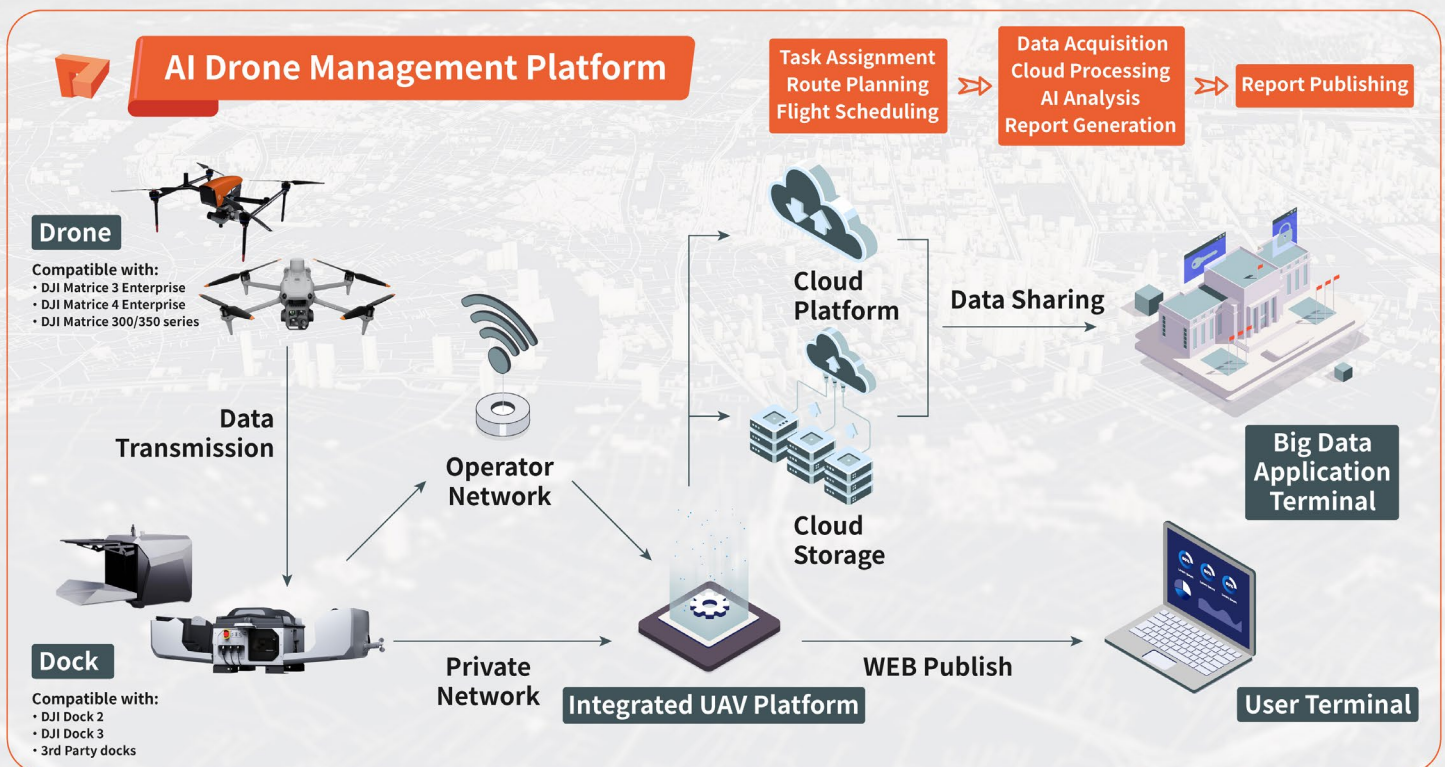 AI Drone Management Platform
Task Assignment
Route Planning
Flight Scheduling
Data Acquisition
Cloud Processing
AI Analysis
Report Generation
Report Publishing
Drone
Compatible with:
• DJI Matrice 3 Enterprise
• DJI Matrice 4 Enterprise
• DJI Matrice 300/350 series
Data
Transmission
Operator
Network
Cloud
Platform
Data Sharing
Cloud
Storage
Big Data
Application
Terminal
Dock
Compatible with:
• DJI Dock 2
• DJI Dock 3
• 3rd Party docks
Private
Network
Integrated UAV Platform
WEB Publish
User Terminal